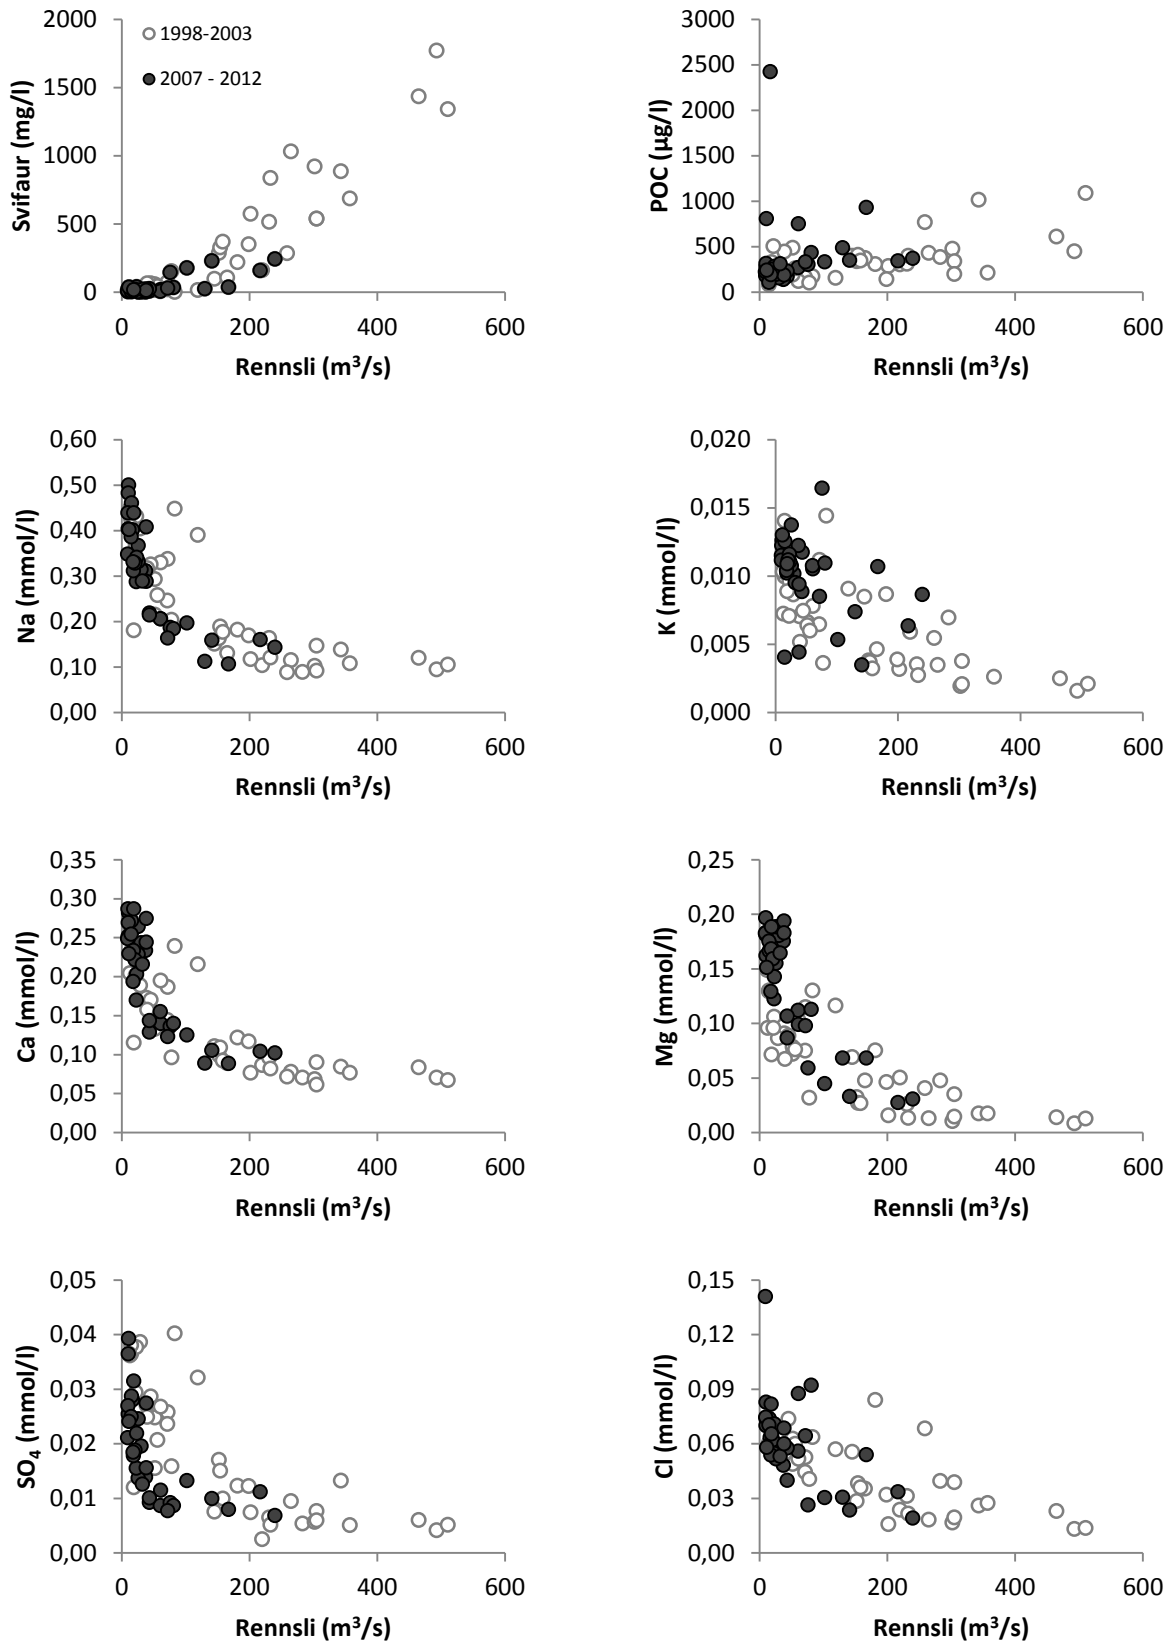 Svifaur (mg/l)
2000
1500
1000
500
0
1998-2003
2007 - 2012
0 200 400 600
Rennsli (m³/s)
POC (µg/l)
3000
2500
2000
1000
500
0
0 200 400 600
Rennsli (m³/s)
Na (mmol/l)
0,60
0,50
0,40
0,30
0,20
0,10
0,00
0 200 400 600
Rennsli (m³/s)
K (mmol/l)
0,020
0,015
0,010
0,005
0,000
0 200 400 600
Rennsli (m³/s)
Ca (mmol/l)
0,35
0,30
0,25
0,20
0,15
0,10
0,05
0,00
0 200 400 600
Rennsli (m³/s)
Mg (mmol/l)
0,25
0,20
0,15
0,10
0,05
0,00
0 200 400 600
Rennsli (m³/s)
SO₄ (mmol/l)
0,05
0,04
0,03
0,02
0,01
0,00
0 200 400 600
Rennsli (m³/s)
Cl (mmol/l)
0,15
0,12
0,09
0,06
0,03
0,00
0 200 400 600
Rennsli (m³/s)